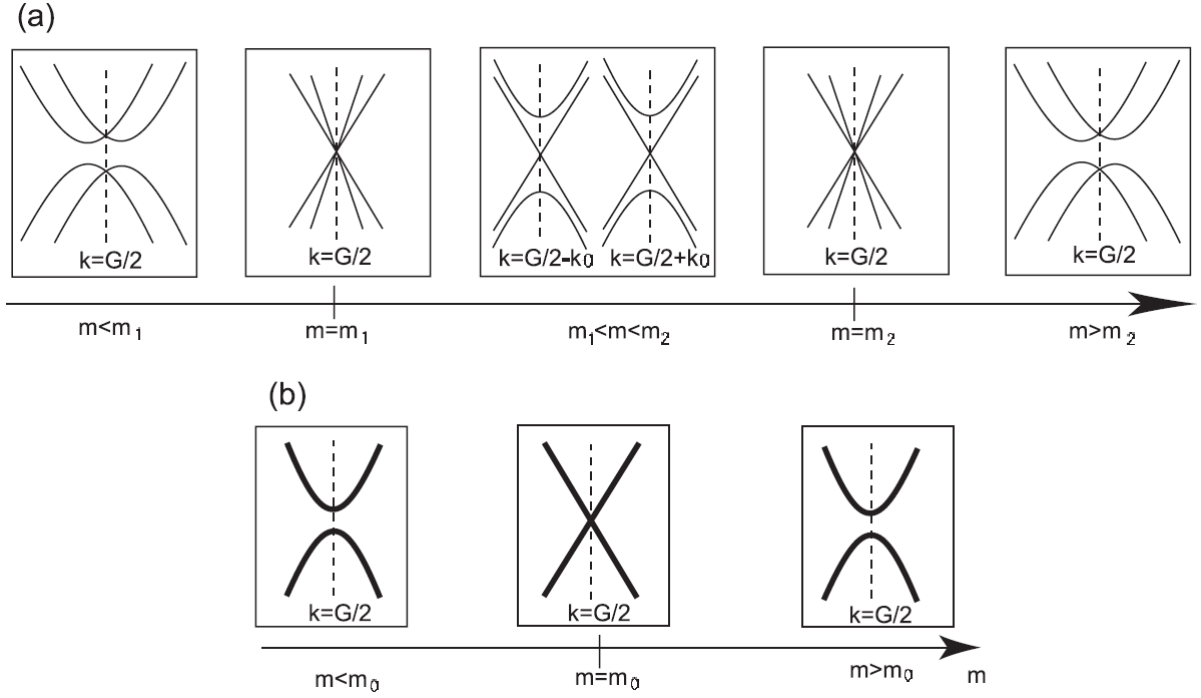 (a)
k=G/2
k=G/2
k=G/2-k0
k=G/2+k0
k=G/2
k=G/2
m<m1
m=m1
m1<m<m2
m=m2
m>m2
(b)
k=G/2
k=G/2
k=G/2
m<m0
m=m0
m>m0
m